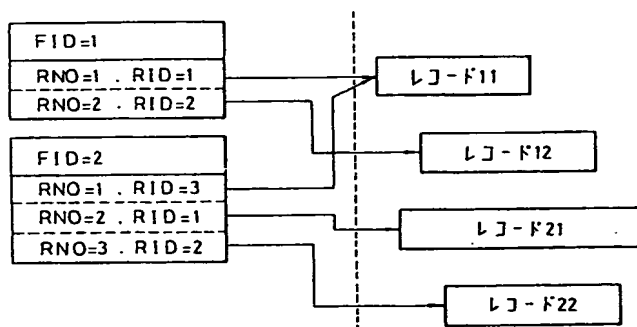 FID=1
RNO=1 . RID=1
RNO=2 . RID=2
FID=2
RNO=1 . RID=3
RNO=2 . RID=1
RNO=3 . RID=2
レコード11
レコード12
レコード21
レコード22